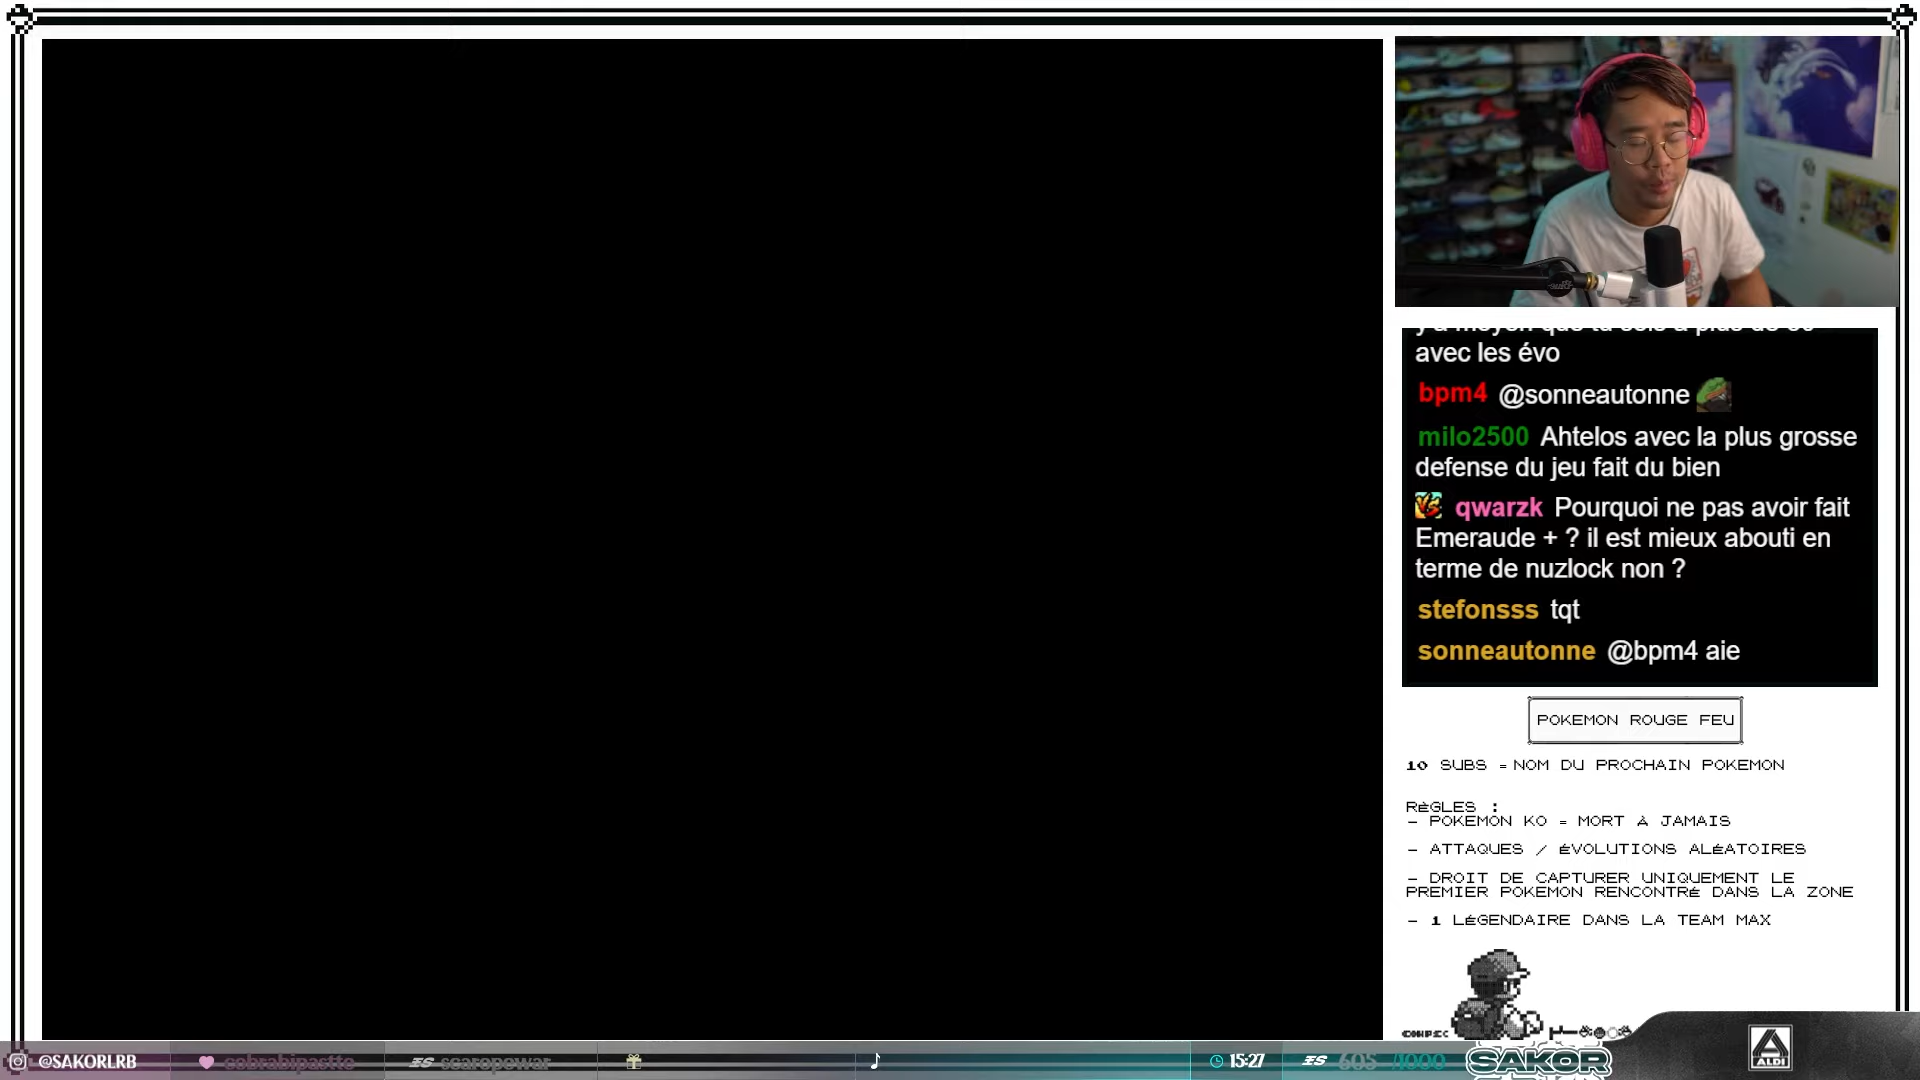 avec les évo
bpm4 @sonneautonne
milo2500 Ahtelos avec la plus grosse
defense du jeu fait du bien
qwarzk Pourquoi ne pas avoir fait
Emeraude + ? il est mieux abouti en
terme de nuzlock non ?
stefonsss tqt
sonneautonne @bpm4 aie
POKEMON ROUGE FEU
10 SUBS = NOM DU PROCHAIN POKEMON
RÈGLES :
- POKEMON KO = MORT À JAMAIS
- ATTAQUES / ÉVOLUTIONS ALÉATOIRES
- DROIT DE CAPTURER UNIQUEMENT LE
PREMIER POKEMON RENCONTRÉ DANS LA ZONE
- 1 LÉGENDAIRE DANS LA TEAM MAX
@SAKORLRB
15:27
605 /1000
SAKOR
ALDI